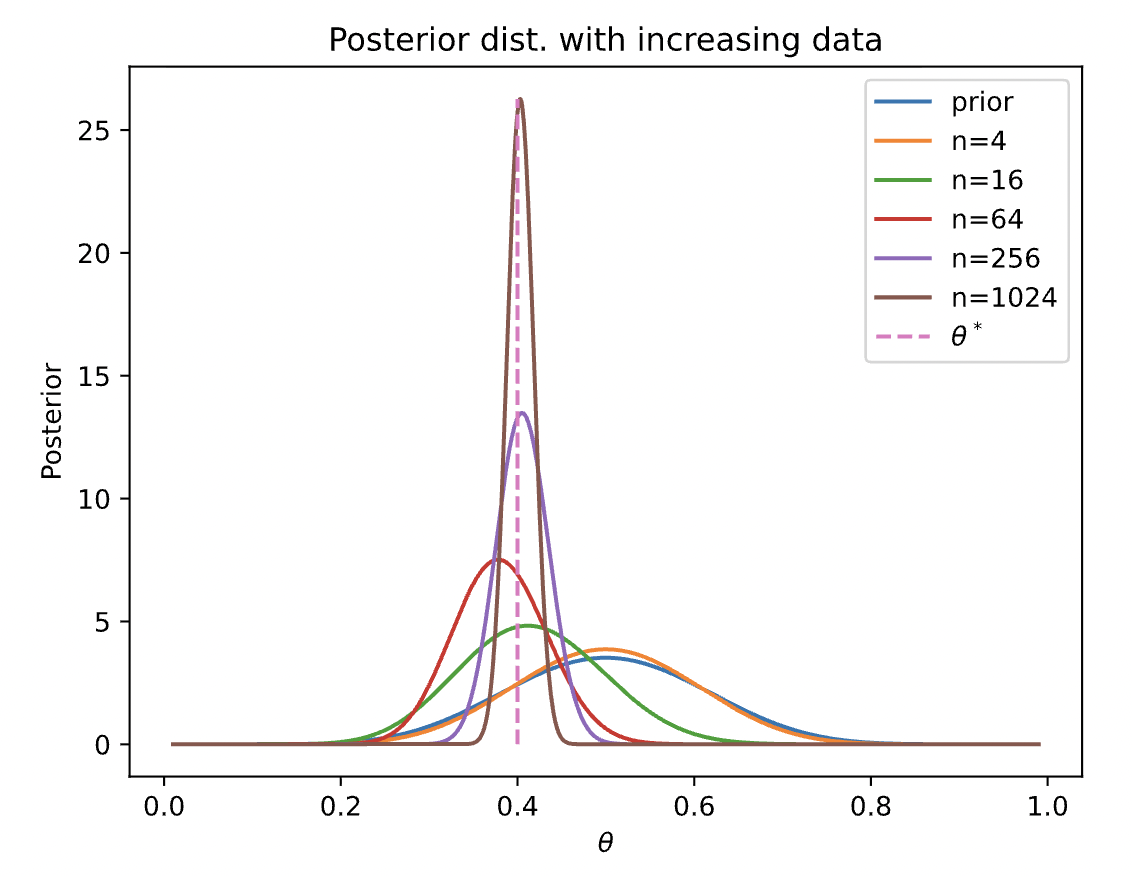 Posterior dist. with increasing data
25
20
15
10
5
0
Posterior
0.0 0.2 0.4 0.6 0.8 1.0
θ
prior
n=4
n=16
n=64
n=256
n=1024
θ*